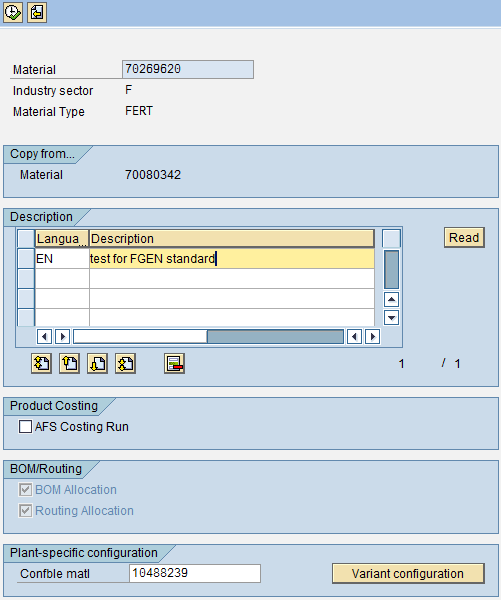 Material 70269620
Industry sector F
Material Type FERT
Copy from...
Material 70080342
Description
Langua... Description
Read
EN test for FGEN standard
1 / 1
Product Costing
AFS Costing Run
BOM/Routing
BOM Allocation
Routing Allocation
Plant-specific configuration
Confble matl 10488239 Variant configuration